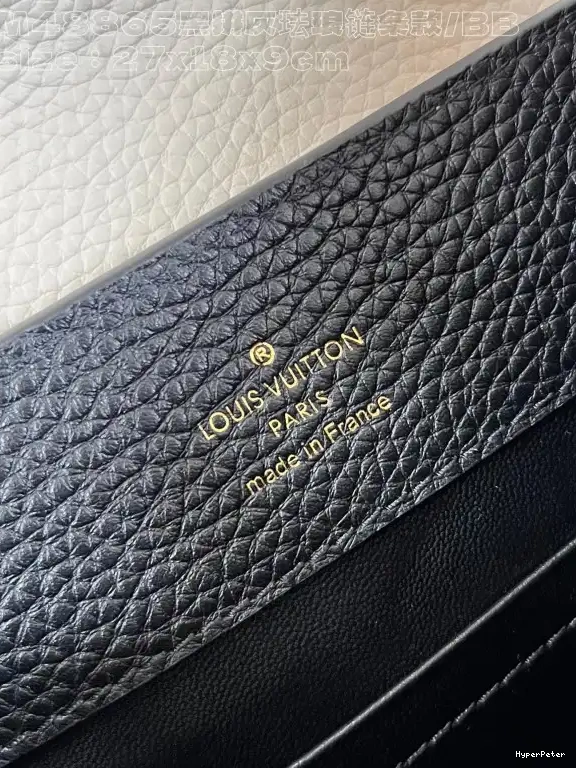 size：27x18x9cm
®
LOUIS VUITTON
PARIS
made in France
HyperPeter